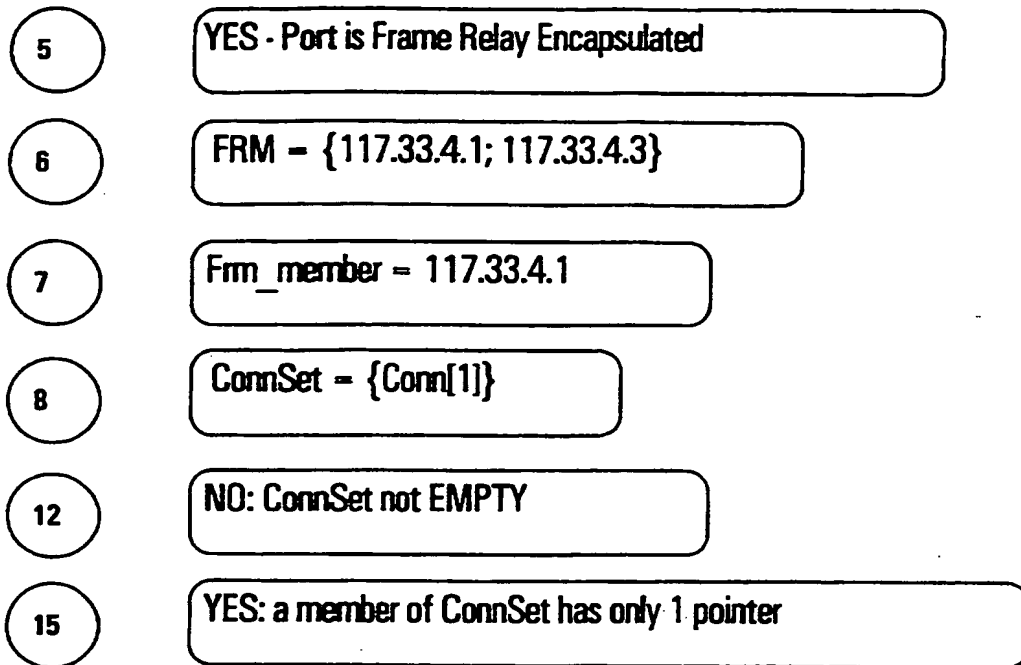 5
YES - Port is Frame Relay Encapsulated
6
FRM = {117.33.4.1; 117.33.4.3}
7
Frm_member = 117.33.4.1
8
ConnSet = {Conn[1]}
12
NO: ConnSet not EMPTY
15
YES: a member of ConnSet has only 1 pointer